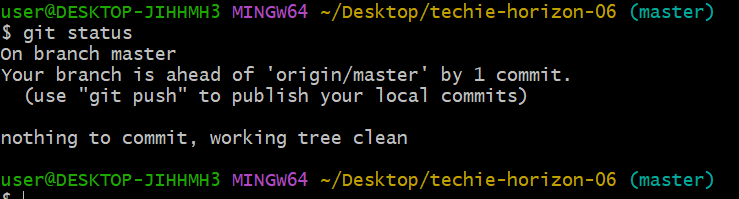 user@DESKTOP-JIHHMH3 MINGW64 ~/Desktop/techie-horizon-06 (master)
$ git status
On branch master
Your branch is ahead of 'origin/master' by 1 commit.
  (use "git push" to publish your local commits)

nothing to commit, working tree clean

user@DESKTOP-JIHHMH3 MINGW64 ~/Desktop/techie-horizon-06 (master)
$